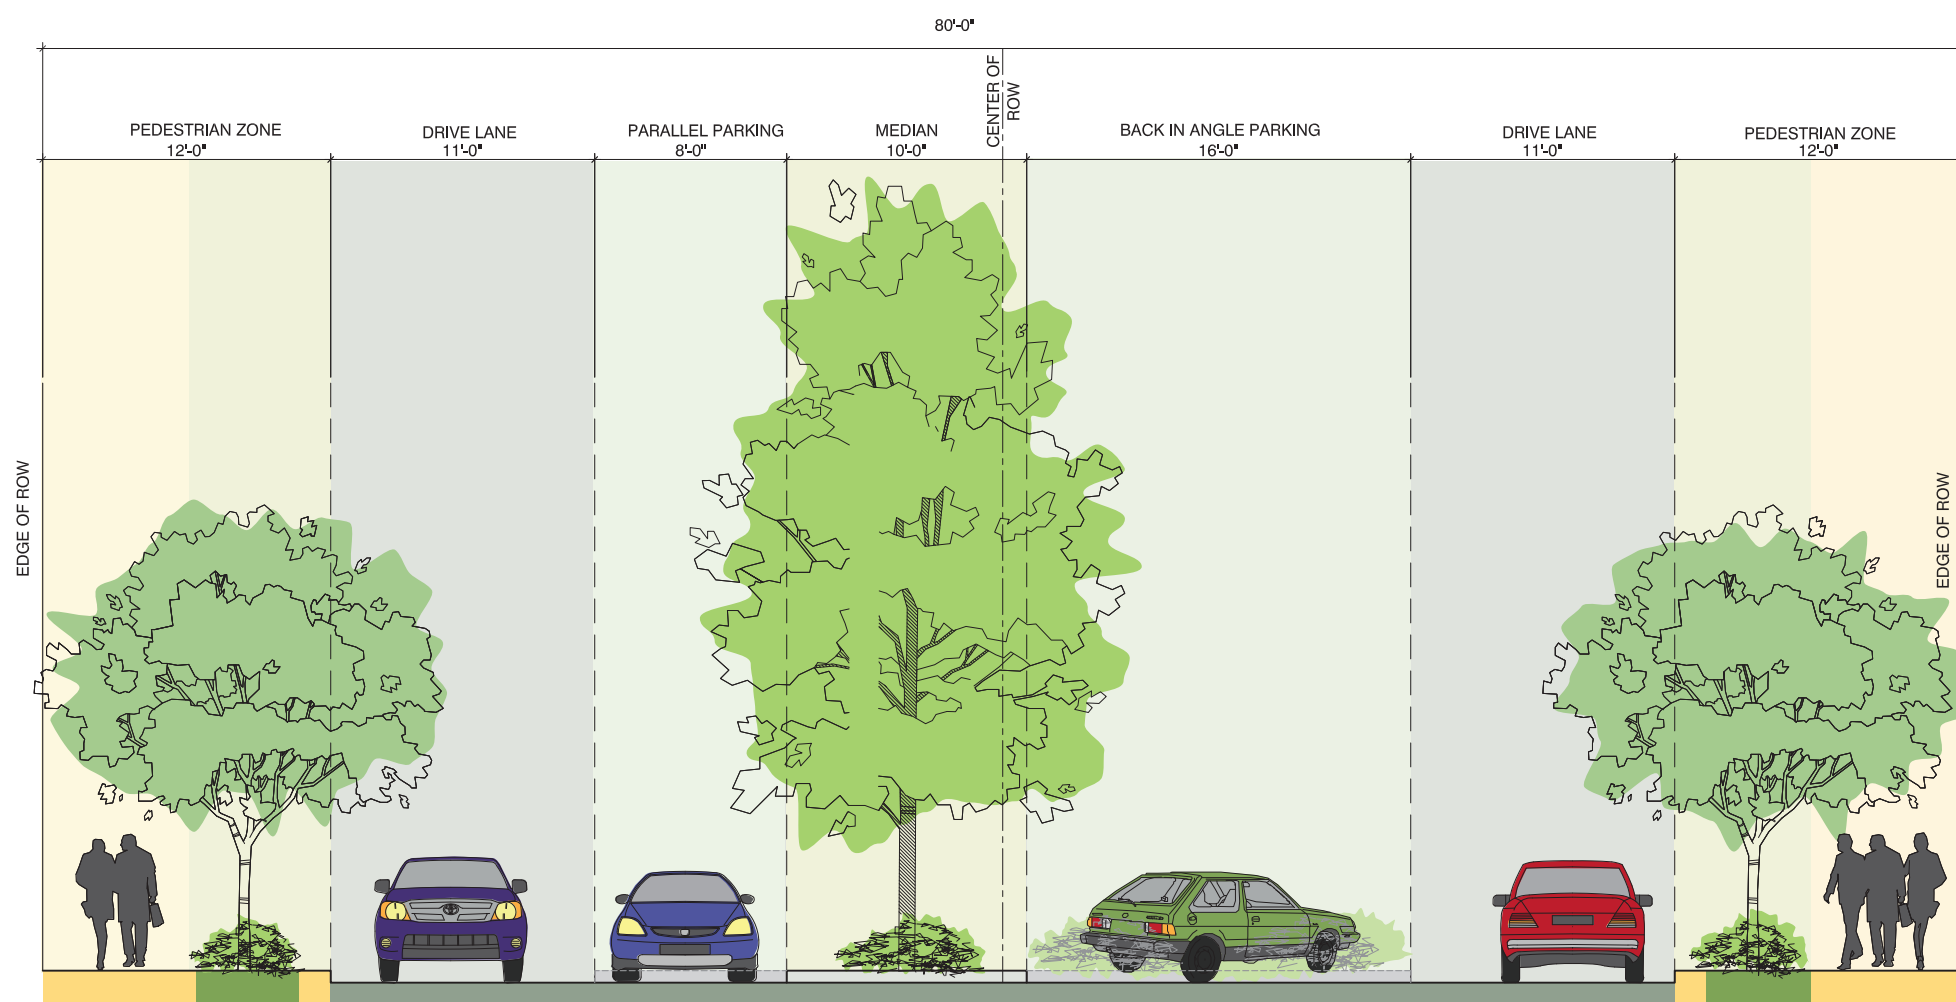 80'-0"
CENTER OF
ROW
PEDESTRIAN ZONE
12'-0"
DRIVE LANE
11'-0"
PARALLEL PARKING
8'-0"
MEDIAN
10'-0"
BACK IN ANGLE PARKING
16'-0"
DRIVE LANE
11'-0"
PEDESTRIAN ZONE
12'-0"
EDGE OF ROW
EDGE OF ROW